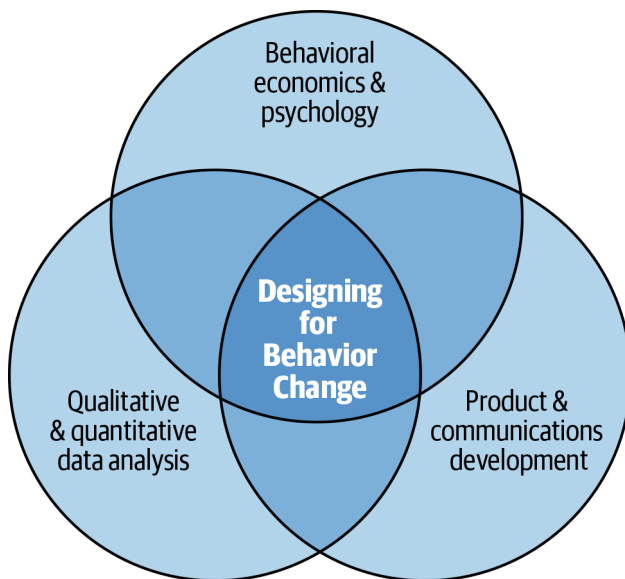 Behavioral
economics &
psychology
Designing
for
Behavior
Change
Qualitative
& quantitative
data analysis
Product &
communications
development